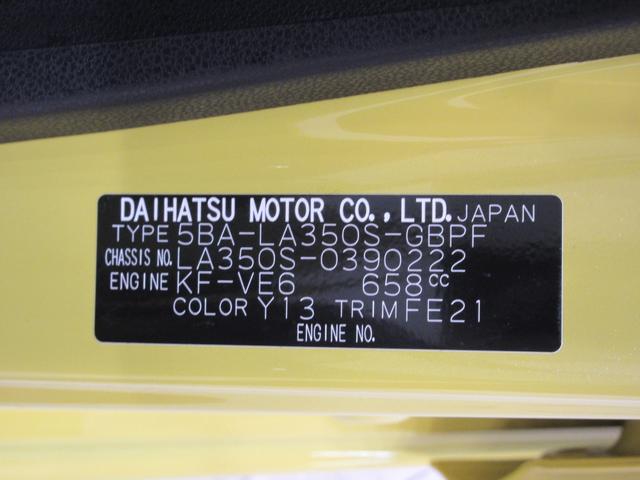 DAIHATSU MOTOR CO., LTD. JAPAN
TYPE 5BA-LA350S-GBPF
CHASSIS NO. LA350S-0390222
ENGINE KF-VE6 658cc
COLOR Y13 TRIM FE21
ENGINE NO.